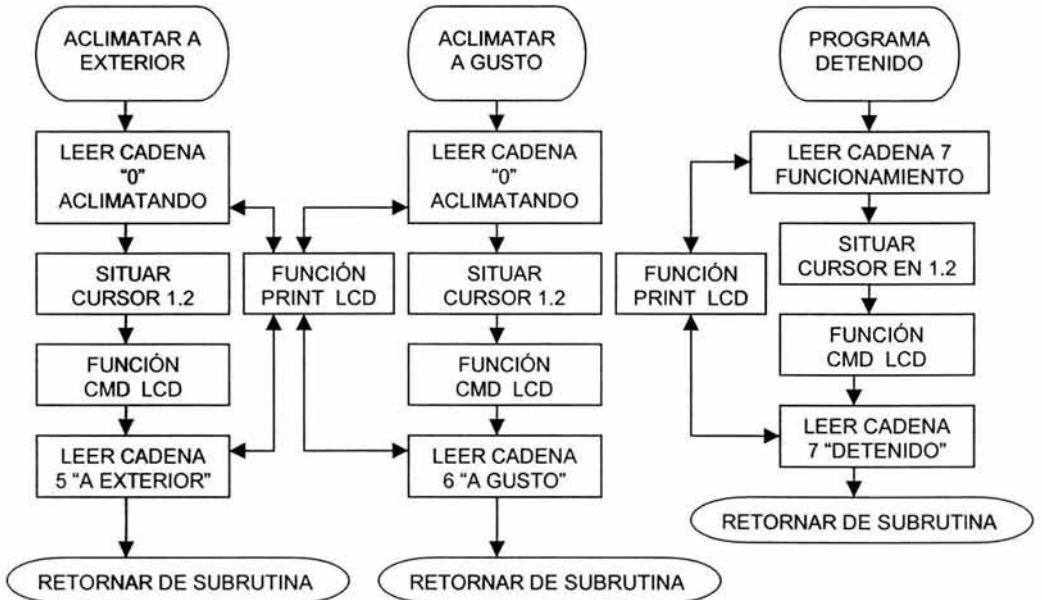 ACLIMATAR A
EXTERIOR
LEER CADENA
“0”
ACLIMATANDO
SITUAR
CURSOR 1.2
FUNCIÓN
CMD LCD
LEER CADENA
5 “A EXTERIOR”
RETORNAR DE SUBRUTINA
FUNCIÓN
PRINT LCD
ACLIMATAR
A GUSTO
LEER CADENA
“0”
ACLIMATANDO
SITUAR
CURSOR 1.2
FUNCIÓN
CMD LCD
LEER CADENA
6 “A GUSTO”
RETORNAR DE SUBRUTINA
PROGRAMA
DETENIDO
LEER CADENA 7
FUNCIONAMIENTO
SITUAR
CURSOR EN 1.2
FUNCIÓN
PRINT LCD
FUNCIÓN
CMD LCD
LEER CADENA
7 “DETENIDO”
RETORNAR DE SUBRUTINA